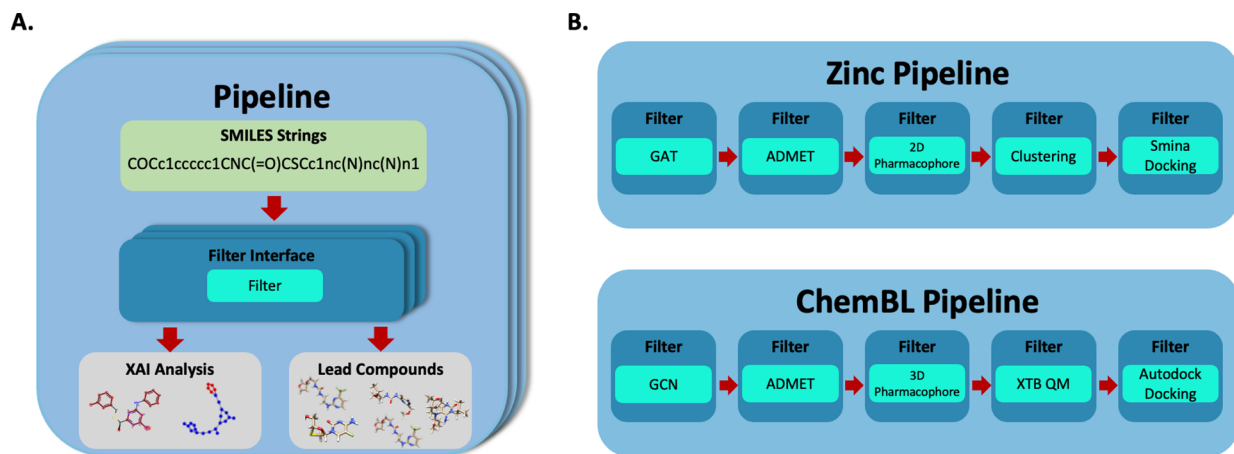 A.
Pipeline
SMILES Strings
COCc1ccccc1CNC(=O)CSCc1nc(N)nc(N)n1
Filter Interface
Filter
XAI Analysis
Lead Compounds
B.
Zinc Pipeline
Filter
GAT
Filter
ADMET
Filter
2D
Pharmacophore
Filter
Clustering
Filter
Smina
Docking
ChemBL Pipeline
Filter
GCN
Filter
ADMET
Filter
3D
Pharmacophore
Filter
XTB QM
Filter
Autodock
Docking